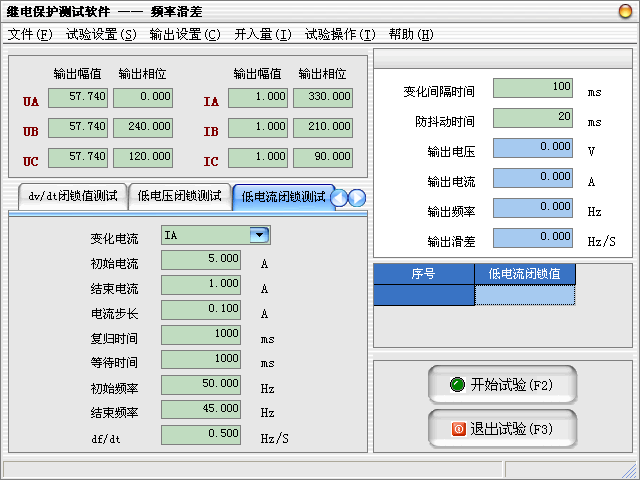 继电保护测试软件 —— 频率滑差
文件(F) 试验设置(S) 输出设置(C) 开入量(I) 试验操作(T) 帮助(H)
输出幅值 输出相位 输出幅值 输出相位
UA 57.740 0.000 IA 1.000 330.000
UB 57.740 240.000 IB 1.000 210.000
UC 57.740 120.000 IC 1.000 90.000
dv/dt闭锁值测试 低电压闭锁测试 低电流闭锁测试
变化电流 IA
初始电流 5.000 A
结束电流 1.000 A
电流步长 0.100 A
复归时间 1000 ms
等待时间 1000 ms
初始频率 50.000 Hz
结束频率 45.000 Hz
df/dt 0.500 Hz/S
变化间隔时间 100 ms
防抖动时间 20 ms
输出电压 0.000 V
输出电流 0.000 A
输出频率 0.000 Hz
输出滑差 0.000 Hz/S
序号 低电流闭锁值
开始试验(F2)
退出试验(F3)